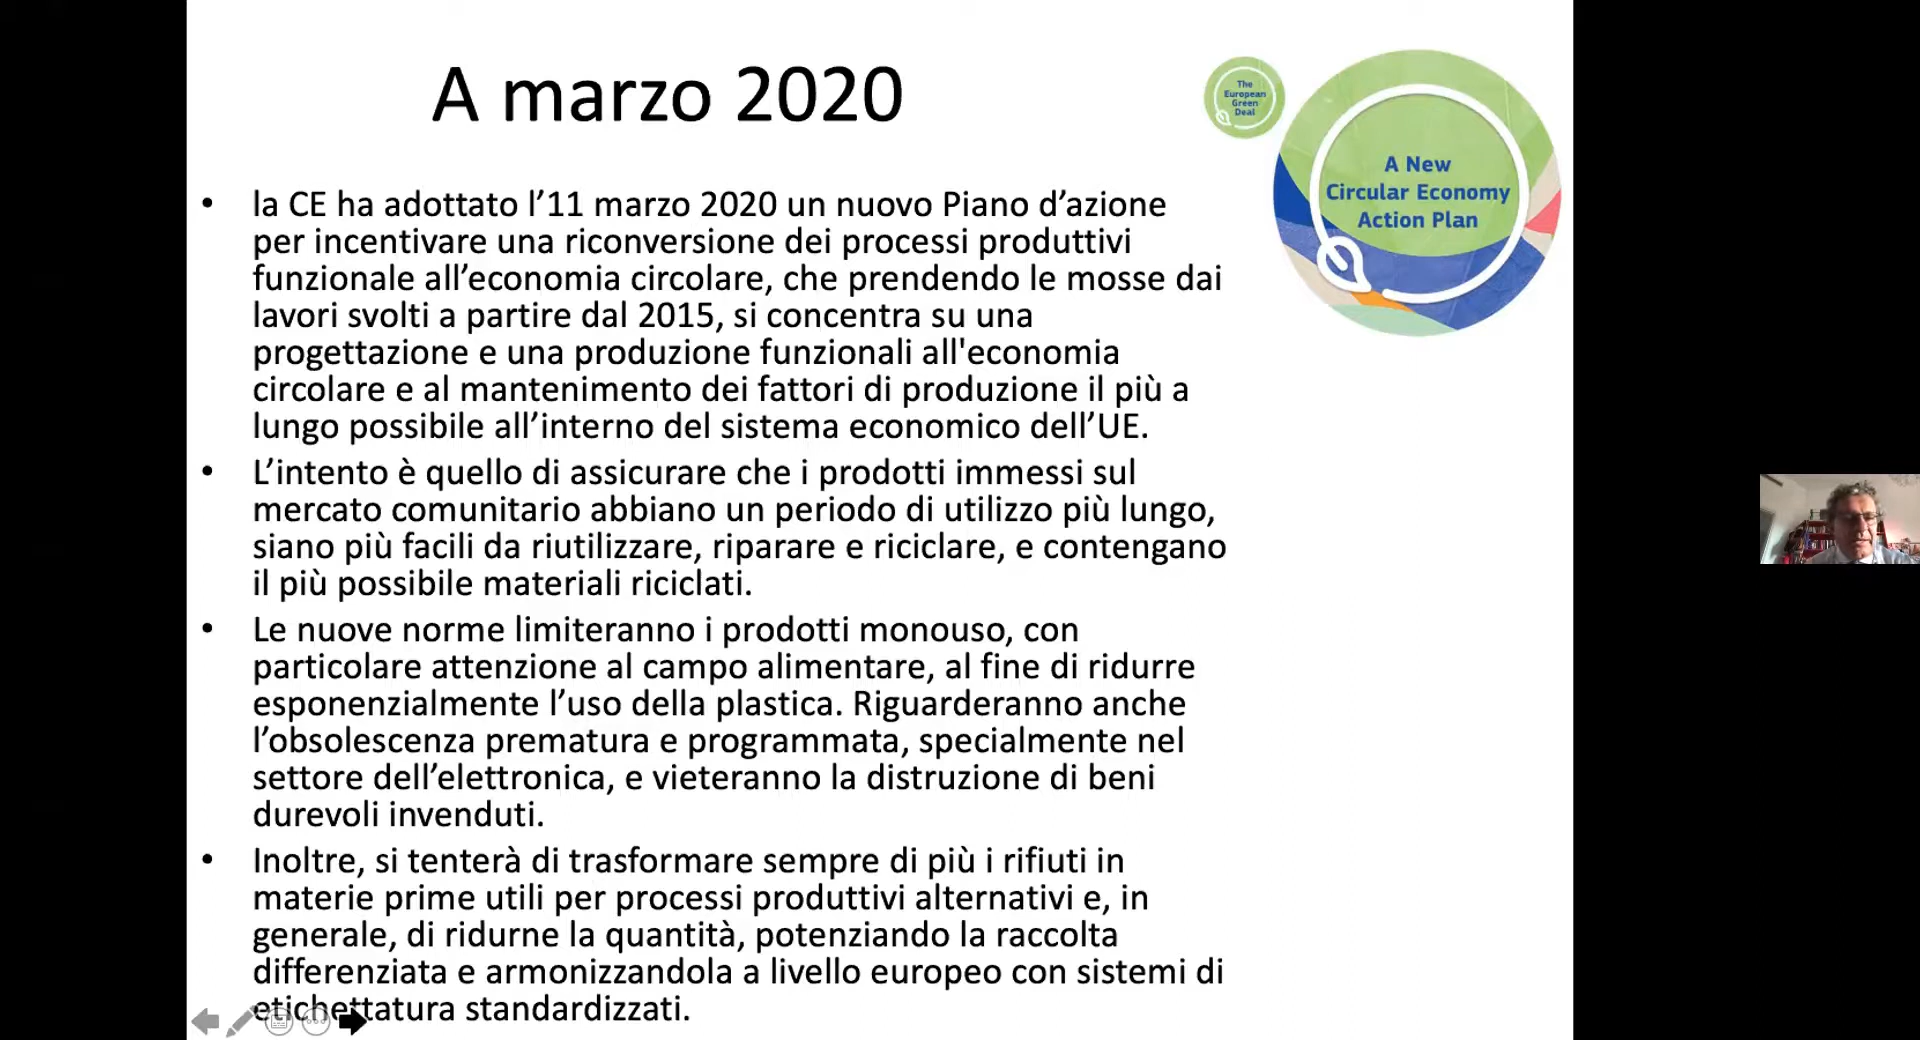 A marzo 2020
The
European
Green
Deal
A New
Circular Economy
Action Plan
• la CE ha adottato l’11 marzo 2020 un nuovo Piano d’azione
per incentivare una riconversione dei processi produttivi
funzionale all’economia circolare, che prendendo le mosse dai
lavori svolti a partire dal 2015, si concentra su una
progettazione e una produzione funzionali all'economia
circolare e al mantenimento dei fattori di produzione il più a
lungo possibile all’interno del sistema economico dell’UE.
• L’intento è quello di assicurare che i prodotti immessi sul
mercato comunitario abbiano un periodo di utilizzo più lungo,
siano più facili da riutilizzare, riparare e riciclare, e contengano
il più possibile materiali riciclati.
• Le nuove norme limiteranno i prodotti monouso, con
particolare attenzione al campo alimentare, al fine di ridurre
esponenzialmente l’uso della plastica. Riguarderanno anche
l’obsolescenza prematura e programmata, specialmente nel
settore dell’elettronica, e vieteranno la distruzione di beni
durevoli invenduti.
• Inoltre, si tenterà di trasformare sempre di più i rifiuti in
materie prime utili per processi produttivi alternativi e, in
generale, di ridurne la quantità, potenziando la raccolta
differenziata e armonizzandola a livello europeo con sistemi di
etichettatura standardizzati.